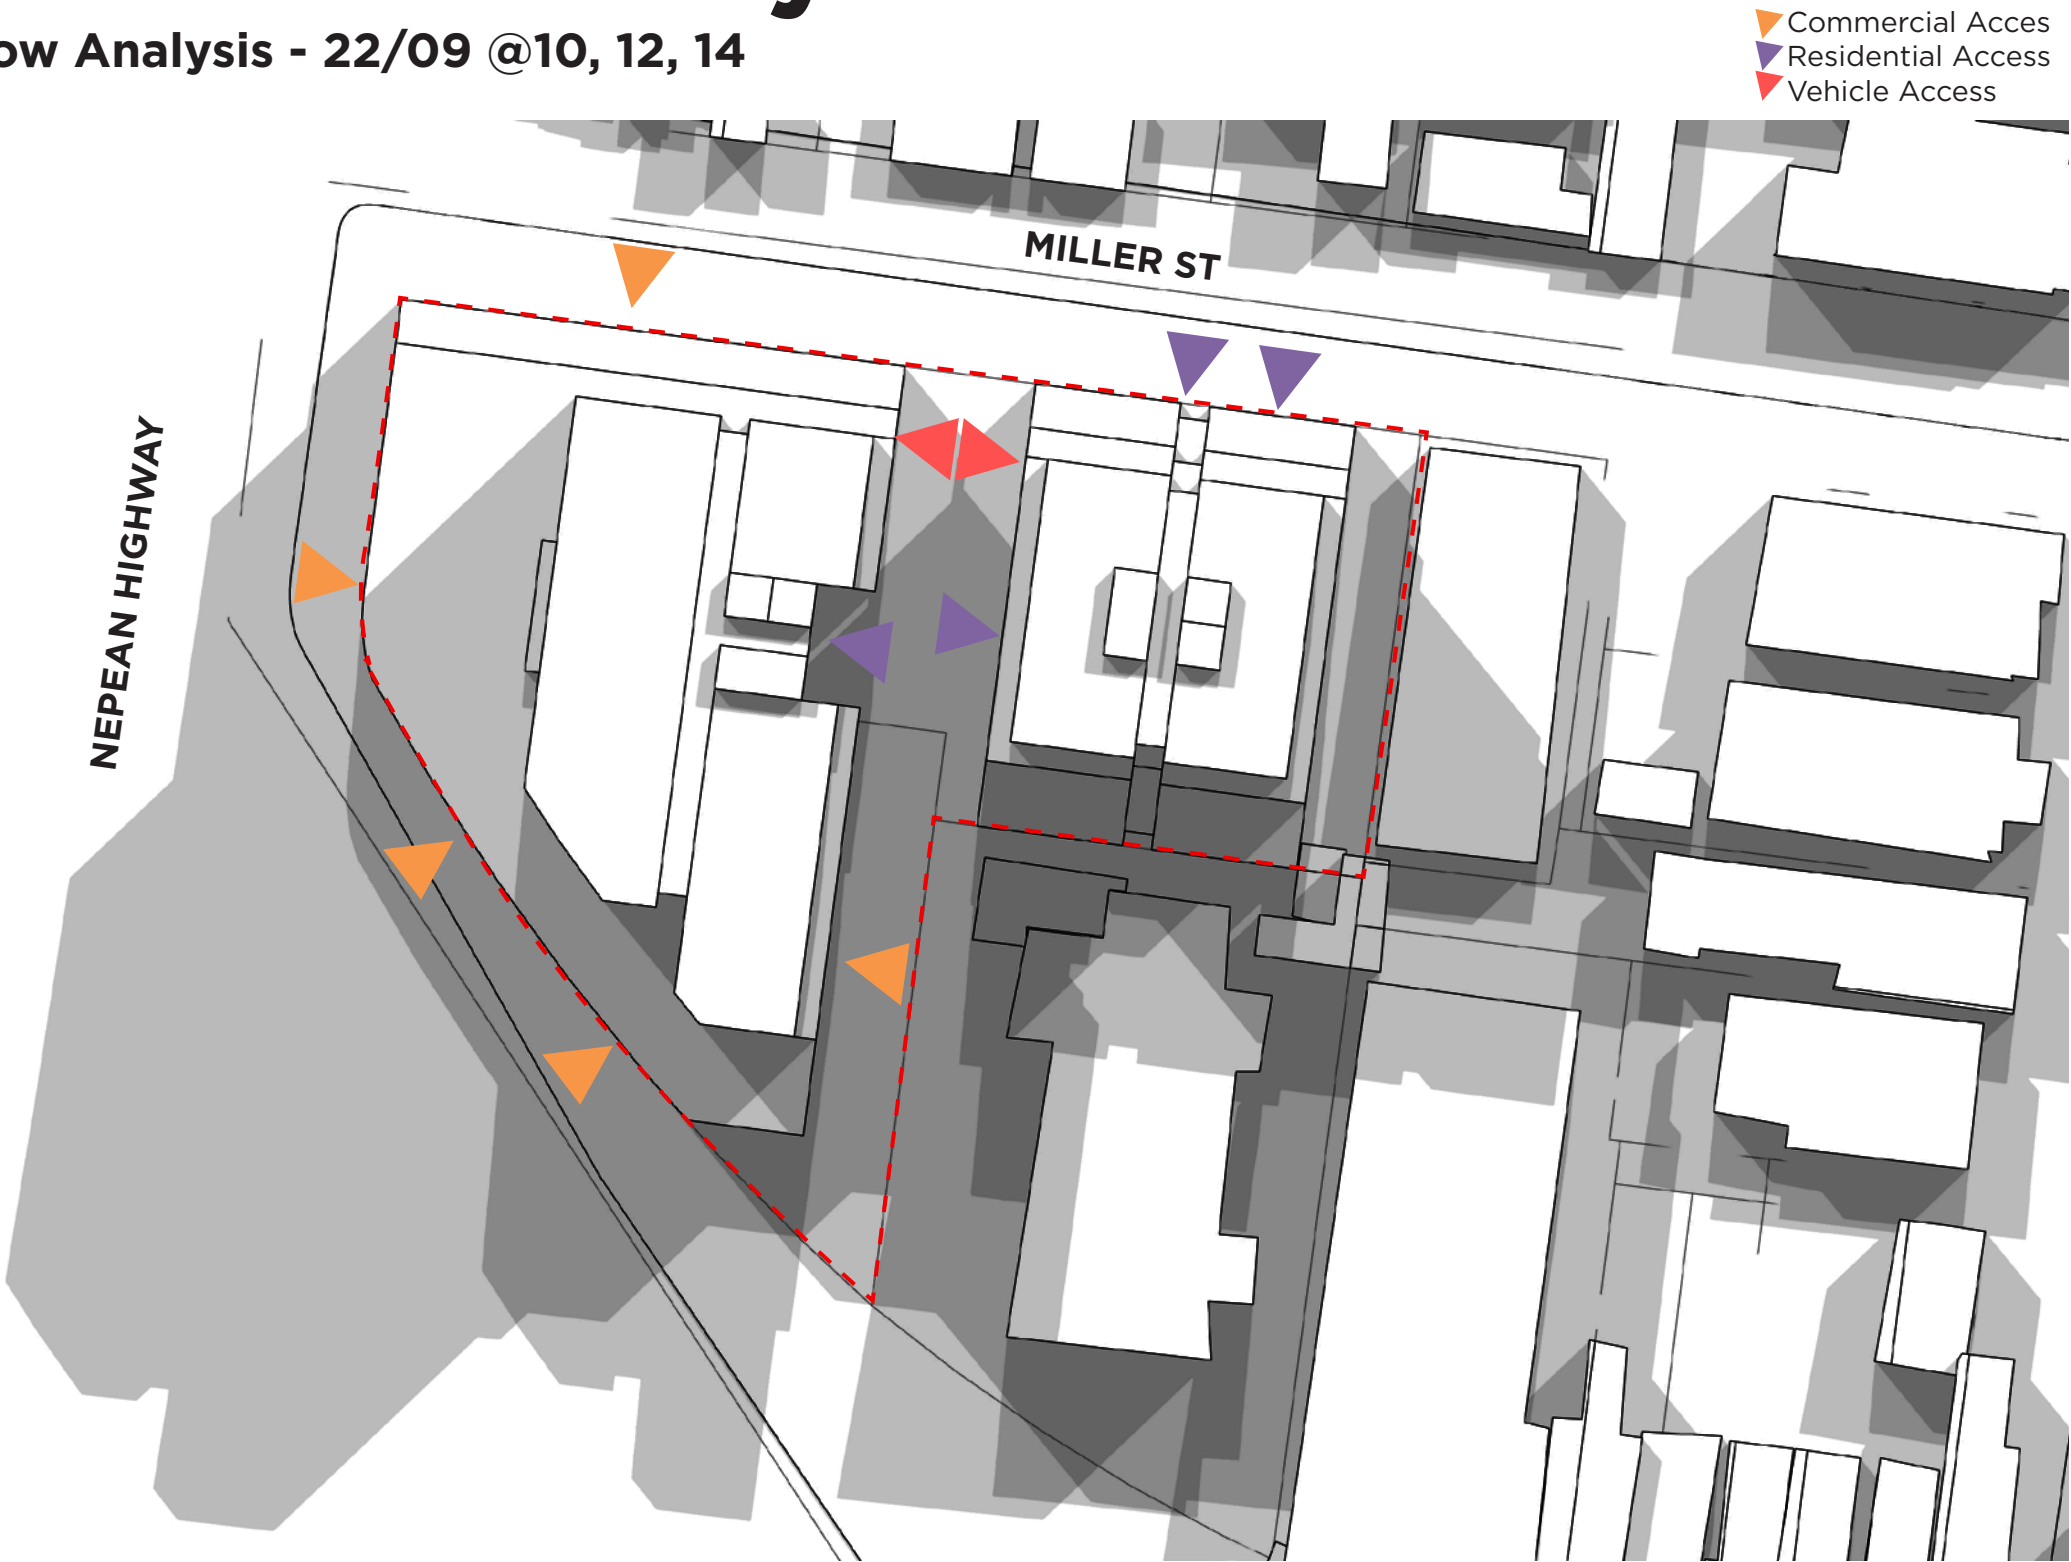 ow Analysis - 22/09 @10, 12, 14
Commercial Acces
Residential Access
Vehicle Access
MILLER ST
NEPEAN HIGHWAY